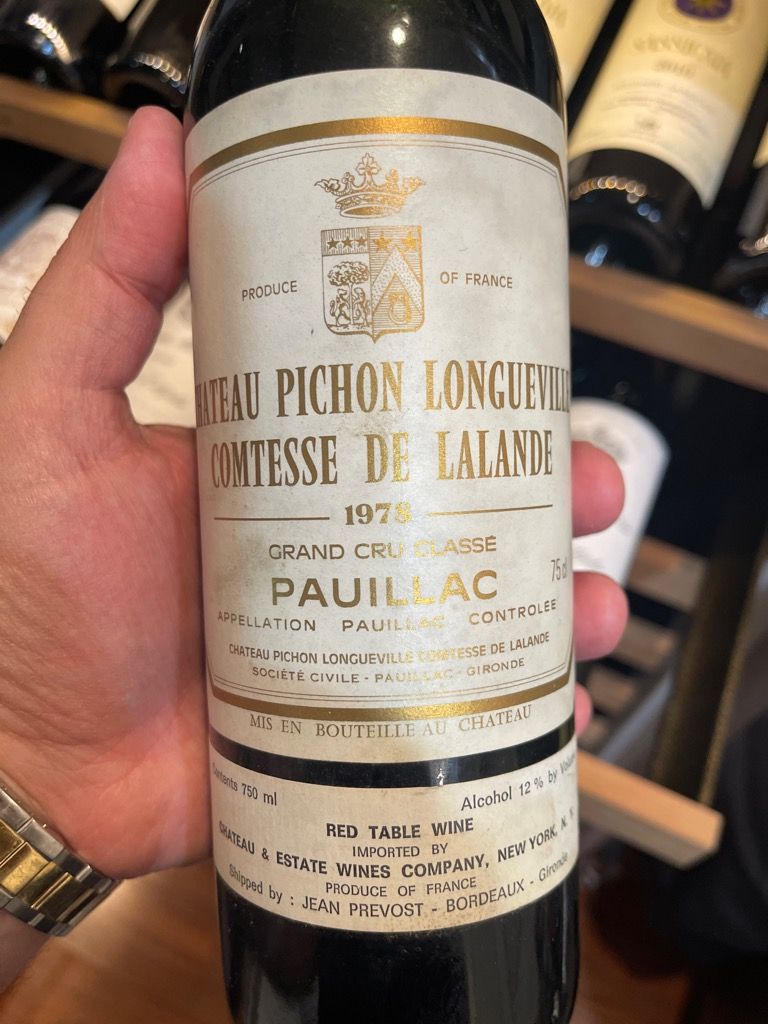 PRODUCE OF FRANCE
CHATEAU PICHON LONGUEVILLE
COMTESSE DE LALANDE
1978
GRAND CRU CLASSÉ
PAUILLAC
75 cl
APPELLATION PAUILLAC CONTROLÉE
CHATEAU PICHON LONGUEVILLE COMTESSE DE LALANDE
SOCIÉTÉ CIVILE - PAUILLAC - GIRONDE
MIS EN BOUTEILLE AU CHATEAU
Contents 750 ml
Alcohol 12 % by Volume
RED TABLE WINE
IMPORTED BY
CHATEAU & ESTATE WINES COMPANY, NEW YORK, N. Y.
PRODUCE OF FRANCE
Shipped by : JEAN PREVOST - BORDEAUX - Gironde